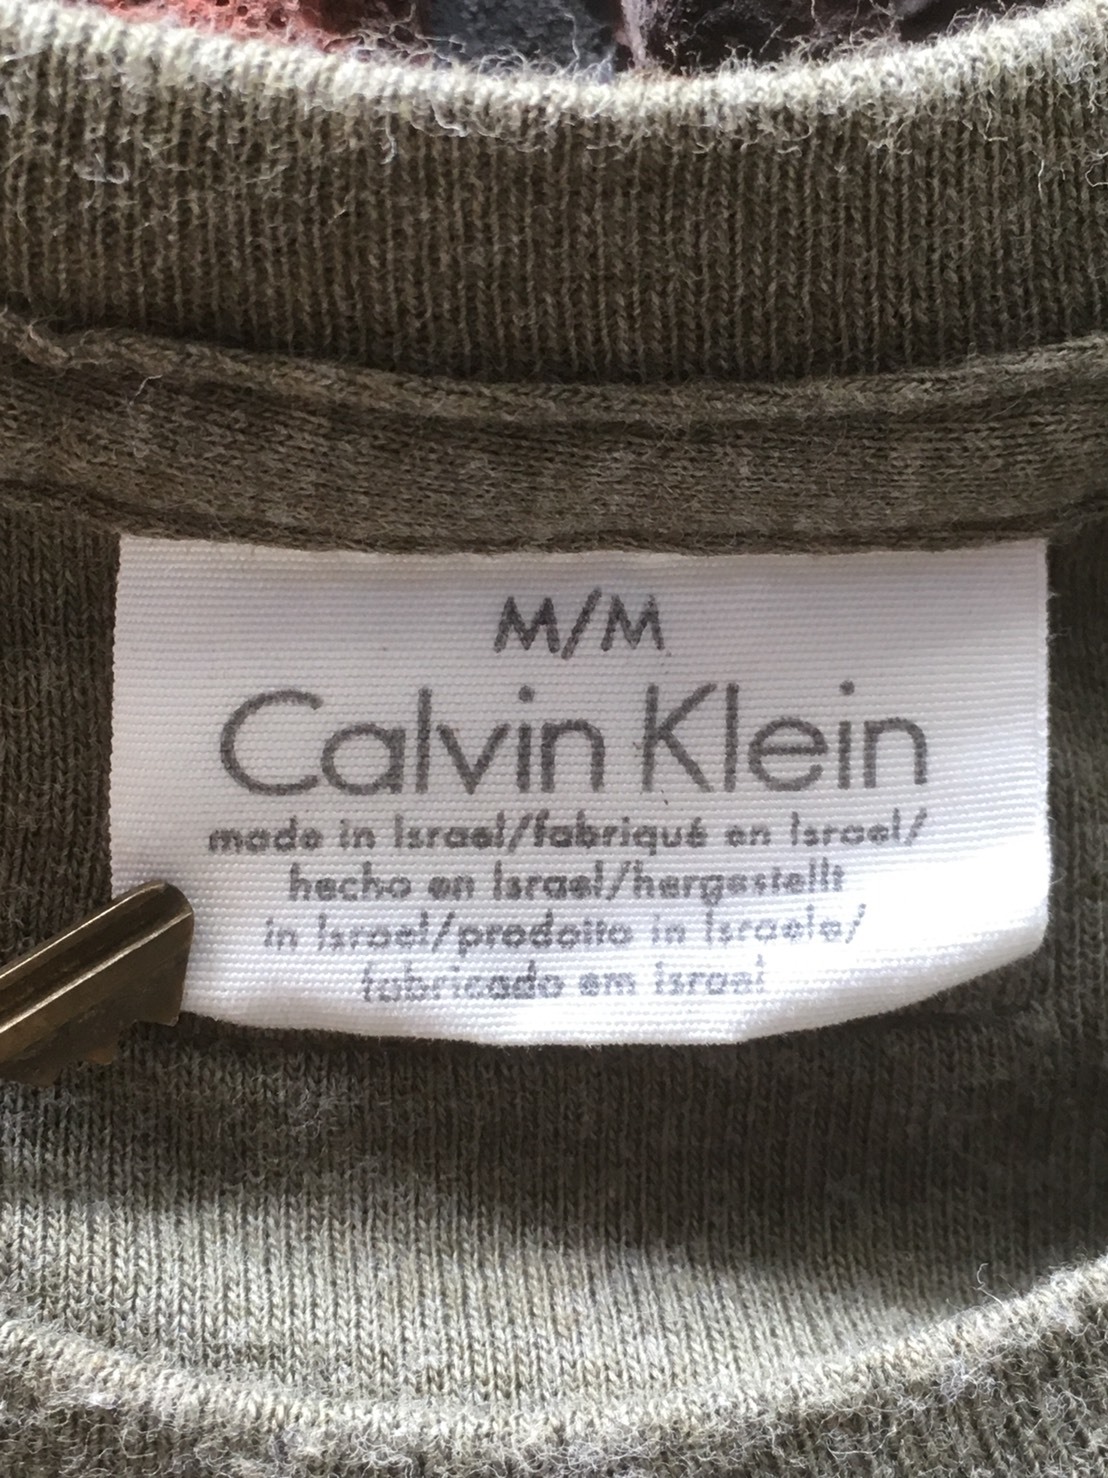 M/M
Calvin Klein
made in Israel/fabriqué en Israel/
hecho en Israel/hergestellt
in Israel/prodotto in Israele/
fabricado em Israel